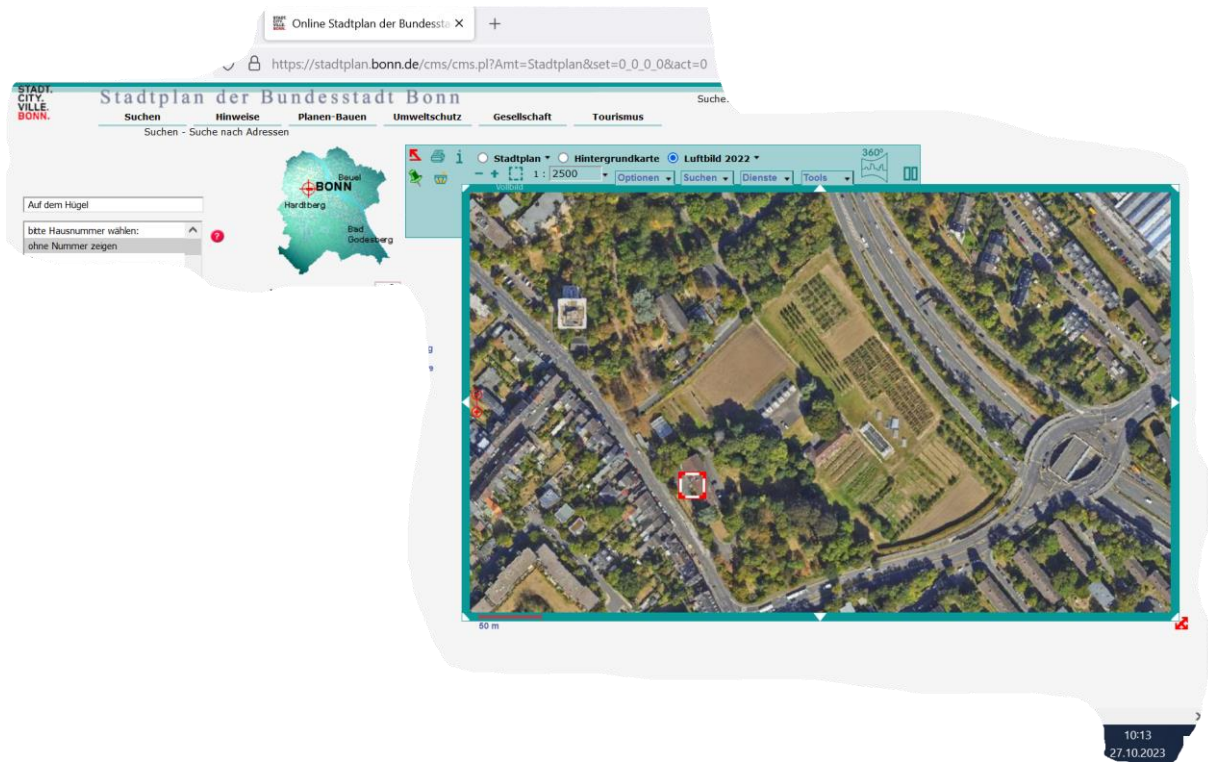 Online Stadtplan der Bundessta
https://stadtplan.bonn.de/cms/cms.pl?Amt=Stadtplan&set=0_0_0_0&act=0
STADT.
CITY.
VILLE.
BONN.
Stadtplan der Bundesstadt Bonn
Suche.
Suchen Hinweise Planen-Bauen Umweltschutz Gesellschaft Tourismus
Suchen - Suche nach Adressen
Stadtplan Hintergrundkarte Luftbild 2022
360°
1 : 2500 Optionen Suchen Dienste Tools
Vollbild
Beuel
BONN
Hardtberg
Bad
Godesberg
Auf dem Hügel
bitte Hausnummer wählen:
ohne Nummer zeigen
50 m
10:13
27.10.2023